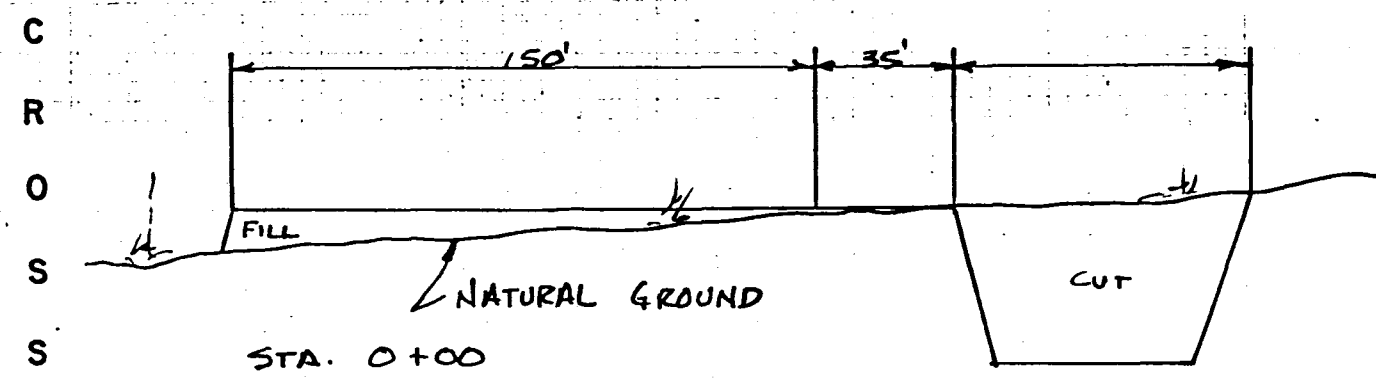 C
R
O
S
S
150'
35'
FILL
CUT
NATURAL GROUND
STA. 0+00